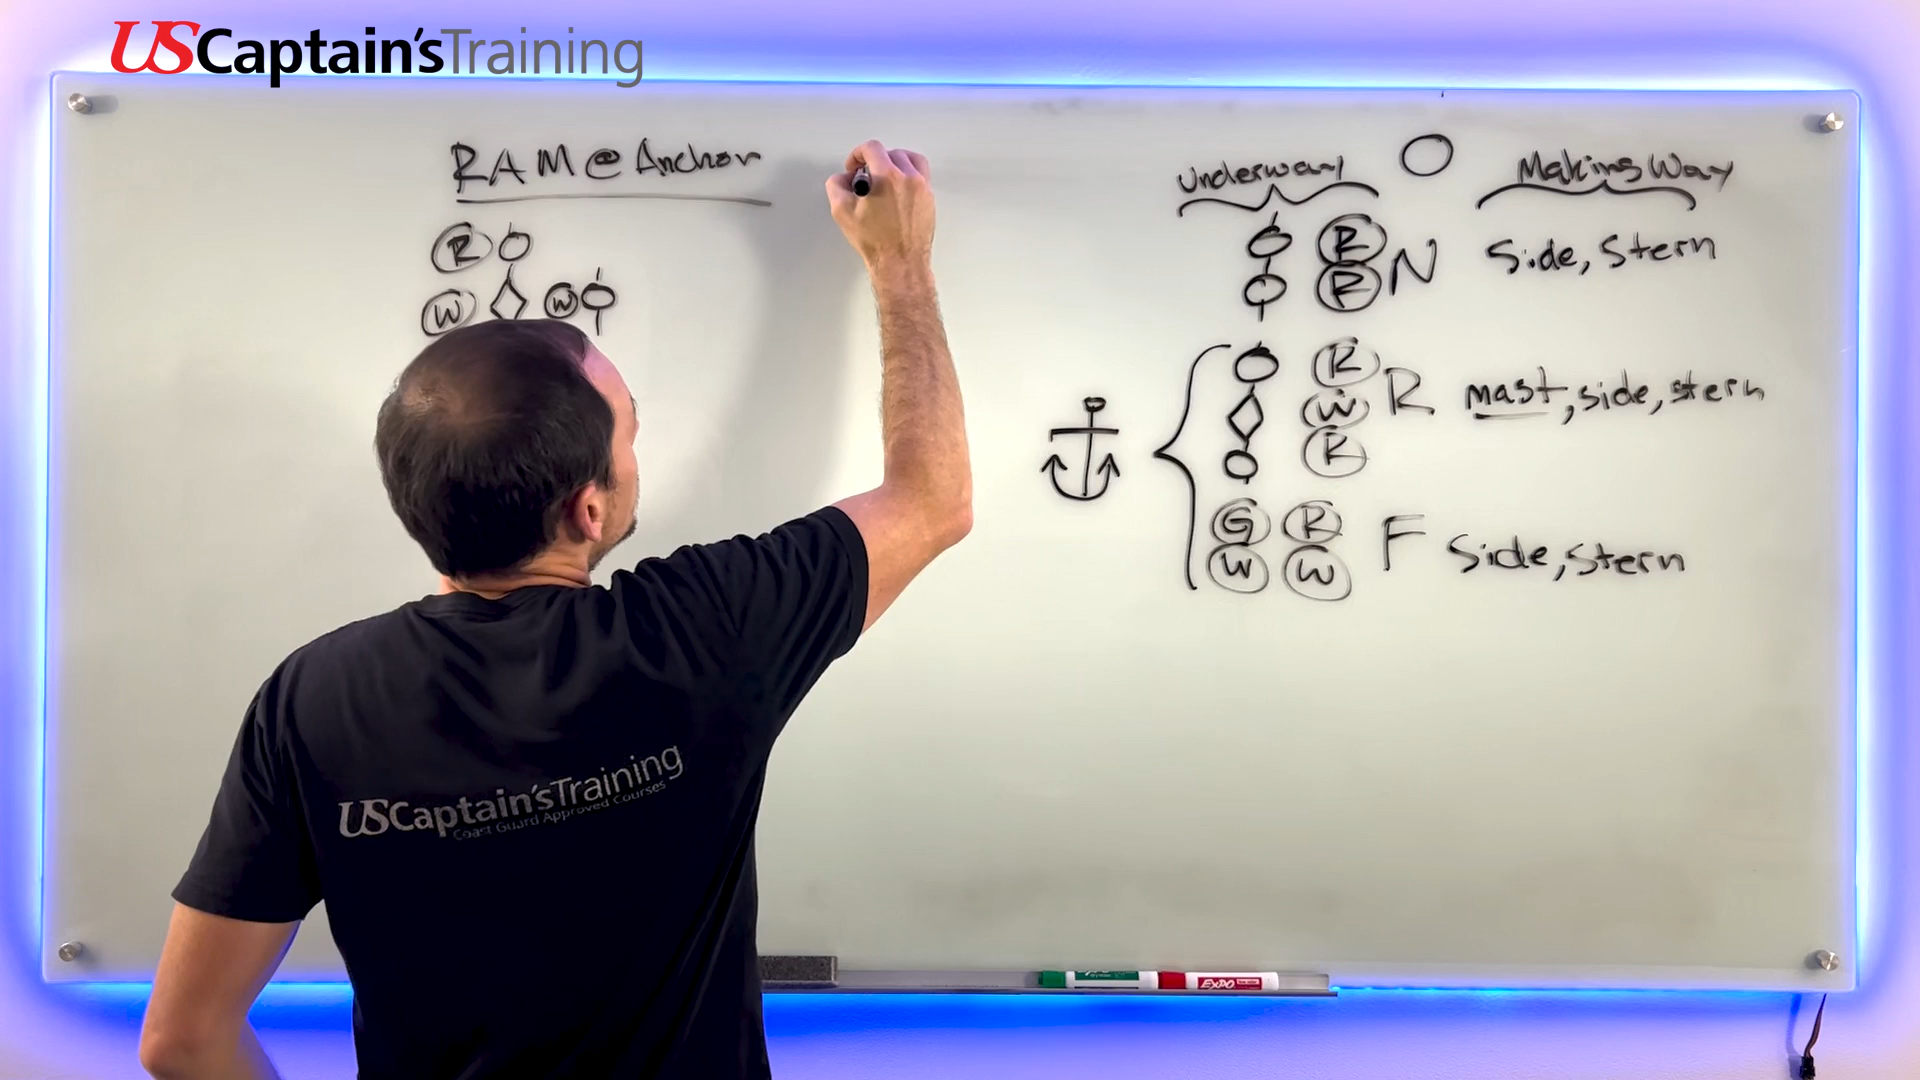 USCaptain'sTraining
RAM@Anchor
R
W W
Underway Making Way
R
R N Side, Stern
R
W R mast, side, stern
R
G R
W W F Side, Stern
USCaptain'sTraining
Coast Guard Approved Courses
EXPO